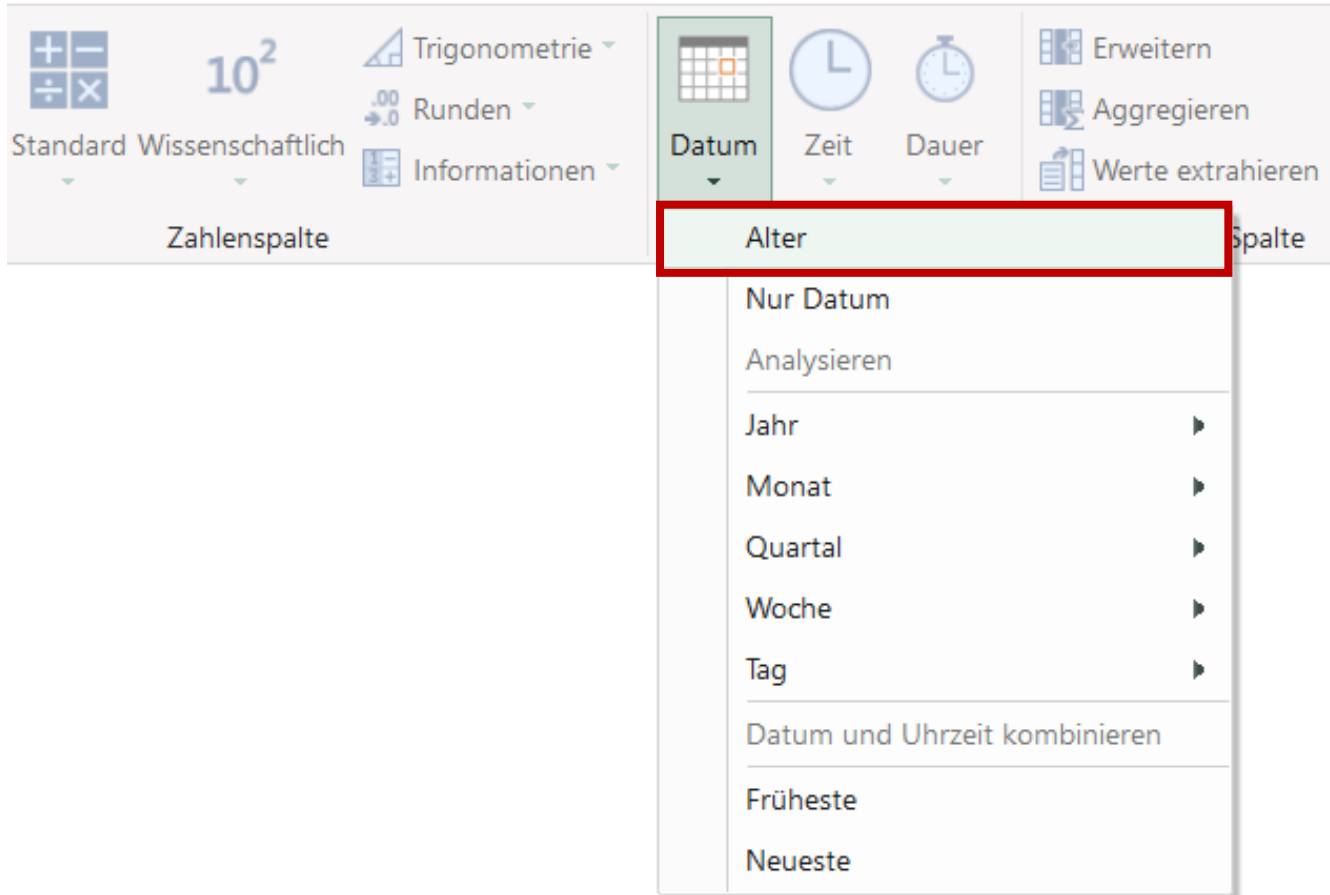 Trigonometrie
Runden
Informationen
Standard
Wissenschaftlich
10²
.00
.0
Zahlenspalte
Datum
Zeit
Dauer
Erweitern
Aggregieren
Werte extrahieren
Spalte
Alter
Nur Datum
Analysieren
Jahr
Monat
Quartal
Woche
Tag
Datum und Uhrzeit kombinieren
Früheste
Neueste